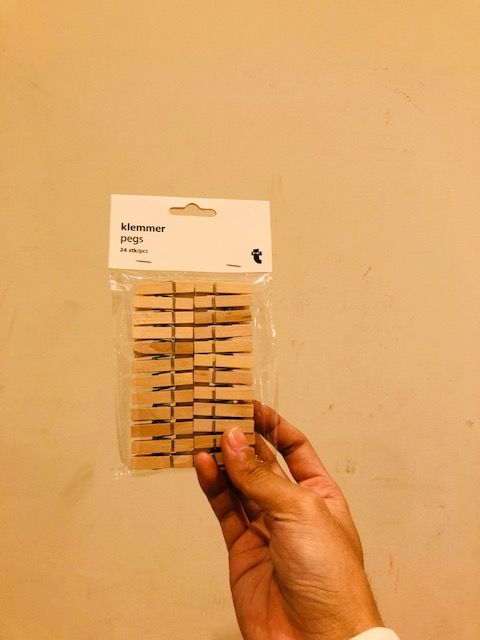 klemmer
pegs
24 stk/pcs
t